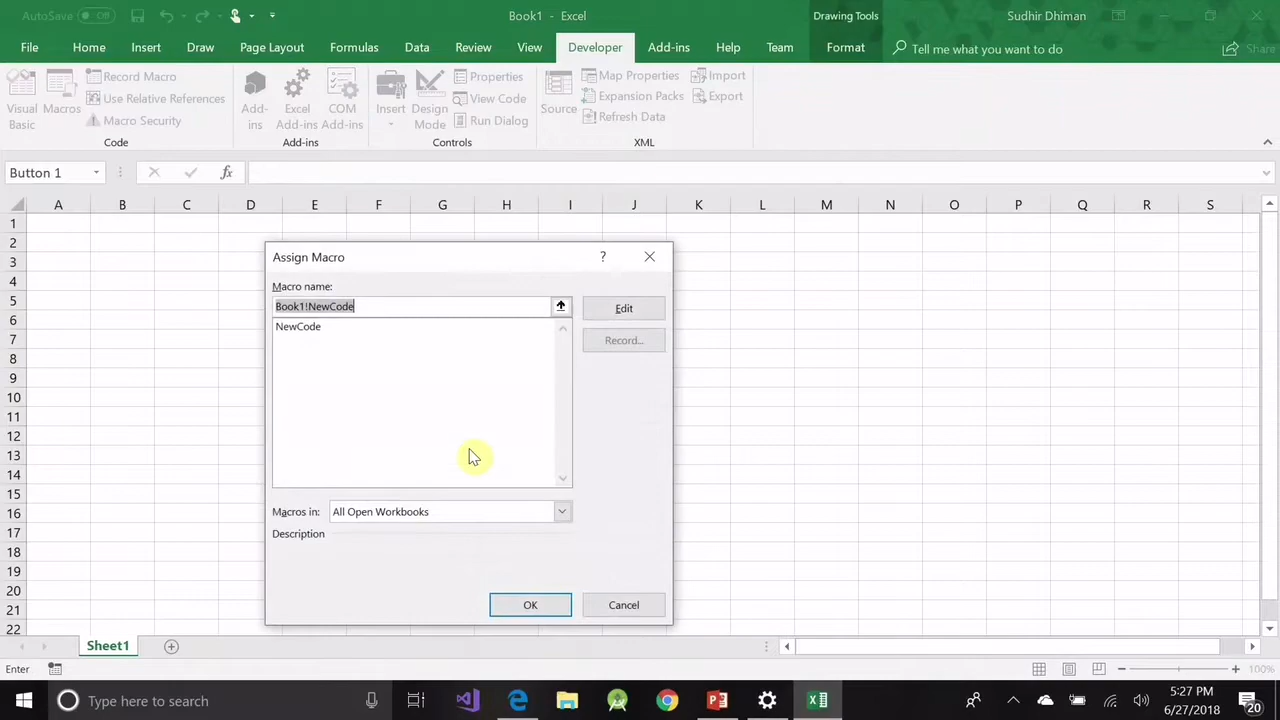 AutoSave Off
Book1 - Excel
Drawing Tools
Sudhir Dhiman
File Home Insert Draw Page Layout Formulas Data Review View Developer Add-ins Help Team Format Tell me what you want to do Share
Visual Basic
Macros
Record Macro
Use Relative References
Macro Security
Code
Add-ins
Excel Add-ins
COM Add-ins
Add-ins
Insert
Design Mode
Properties
View Code
Run Dialog
Controls
Source
Map Properties
Expansion Packs
Refresh Data
Import
Export
XML
Button 1
fx
A B C D E F G H I J K L M N O P Q R S
1
2
3
4
5
6
7
8
9
10
11
12
13
14
15
16
17
18
19
20
21
22
Assign Macro
?
Macro name:
Book1!NewCode
Edit
NewCode
Record...
Macros in: All Open Workbooks
Description
OK
Cancel
Sheet1
Enter
100%
Type here to search
5:27 PM
6/27/2018
20